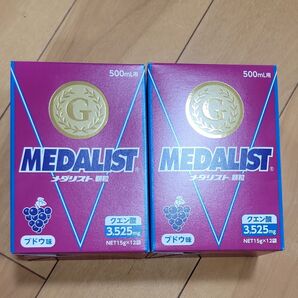 500mL用
G
MEDALIST®
メダリスト 顆粒
クエン酸
3,525mg
ブドウ味
NET15g×12袋
500mL用
G
MEDALIST®
メダリスト 顆粒
クエン酸
3,525mg
ブドウ味
NET15g×12袋